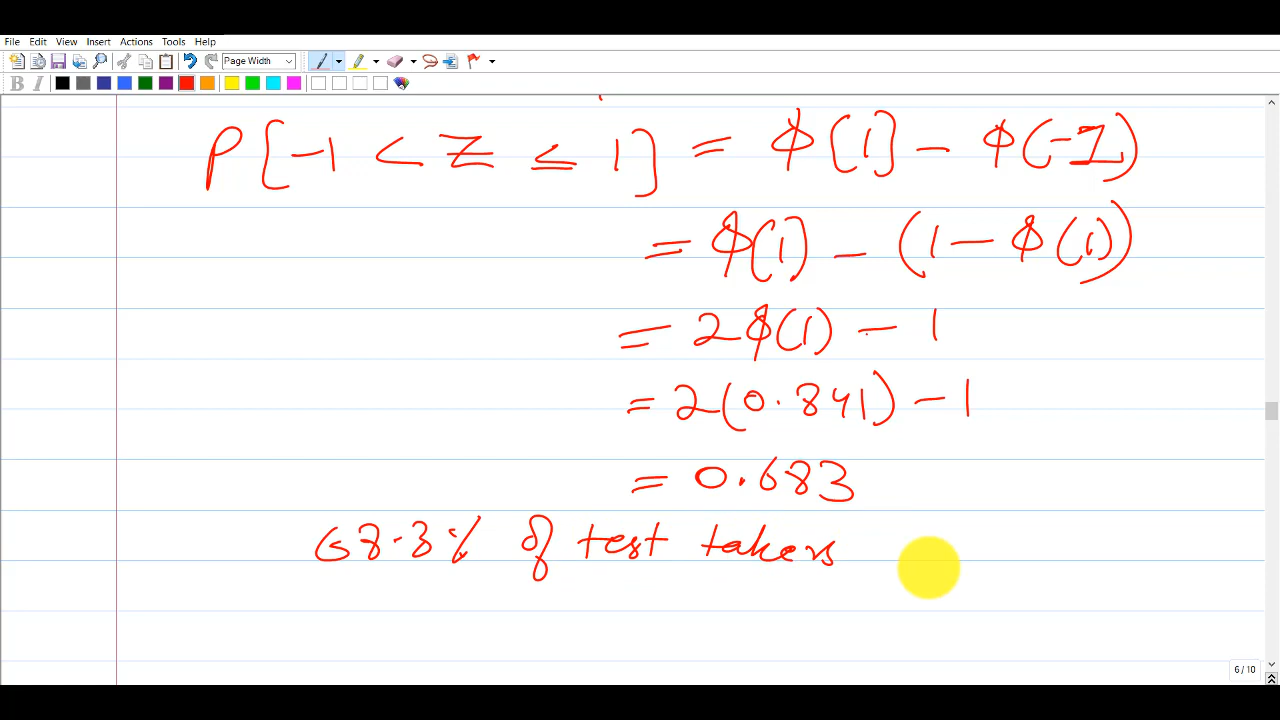 File Edit View Insert Actions Tools Help
Page Width
B I
P[-1 < Z ≤ 1] = φ[1] - φ(-1)
= φ(1) - (1 - φ(1))
= 2φ(1) - 1
= 2(0.841) - 1
= 0.683
68.3% of test takers
6 / 10